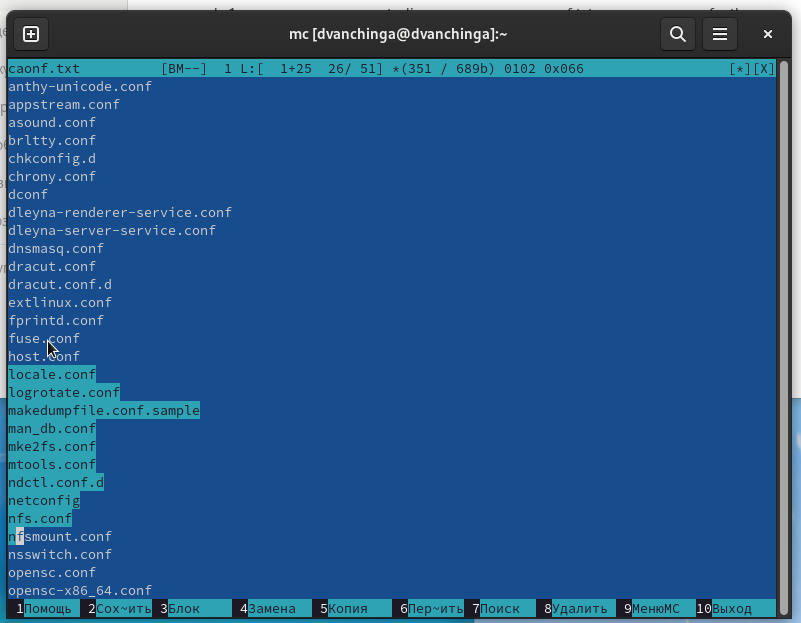 mc [dvanchinga@dvanchinga]:~
caonf.txt [BM--] 1 L:[ 1+25 26/ 51] *(351 / 689b) 0102 0x066 [*][X]
anthy-unicode.conf
appstream.conf
asound.conf
brltty.conf
chkconfig.d
chrony.conf
dconf
dleyna-renderer-service.conf
dleyna-server-service.conf
dnsmasq.conf
dracut.conf
dracut.conf.d
extlinux.conf
fprintd.conf
fuse.conf
host.conf
locale.conf
logrotate.conf
makedumpfile.conf.sample
man_db.conf
mke2fs.conf
mtools.conf
ndctl.conf.d
netconfig
nfs.conf
nfsmount.conf
nsswitch.conf
opensc.conf
opensc-x86_64.conf
1Помощь 2Сох~ить 3Блок 4Замена 5Копия 6Пер~ить 7Поиск 8Удалить 9МенюMC 10Выход